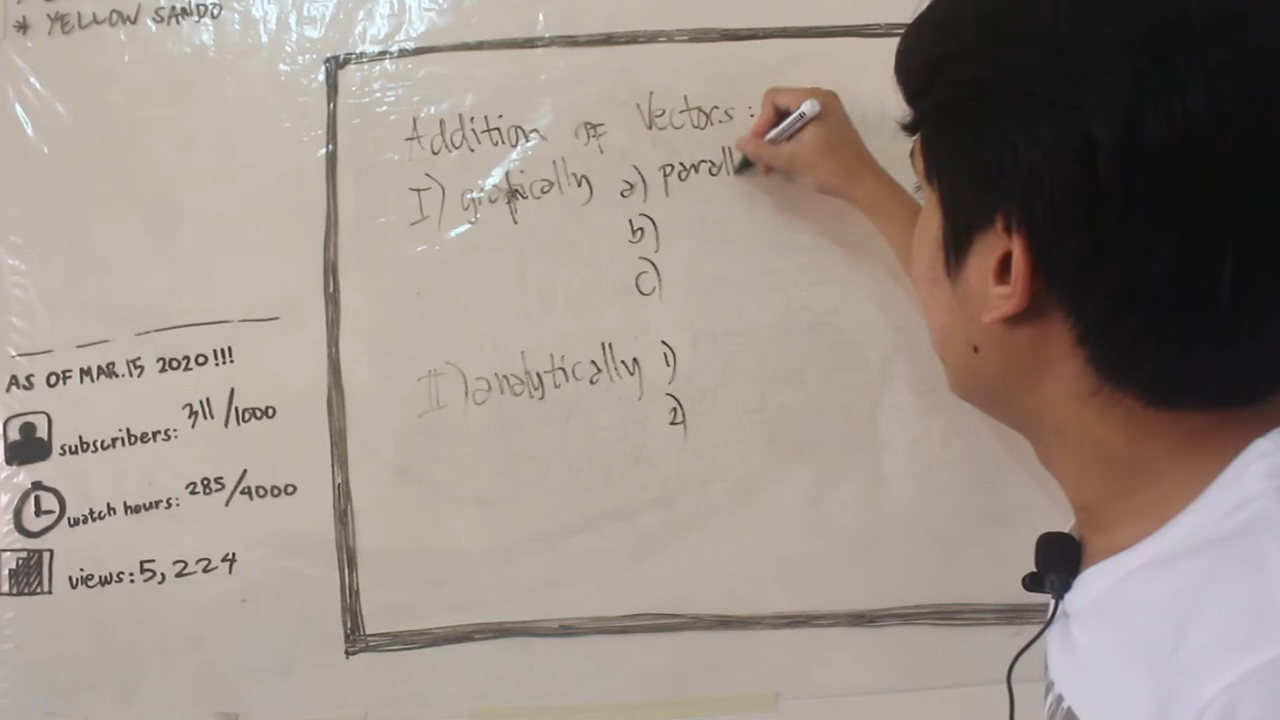 * YELLOW SANDO
Addition of Vectors:
I) grafically a) parall
b)
c)
II) analytically 1)
2)
AS OF MAR.15 2020!!!
subscribers: 311/1000
watch hours: 285/4000
views: 5,224